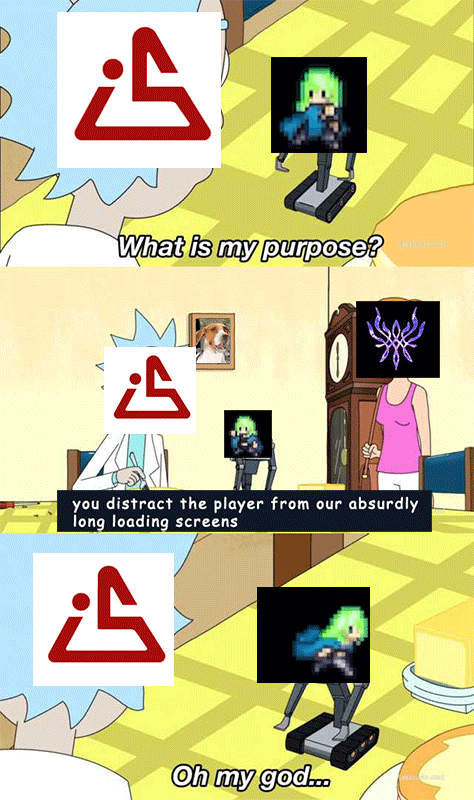 What is my purpose?
you distract the player from our absurdly
long loading screens
Oh my god...